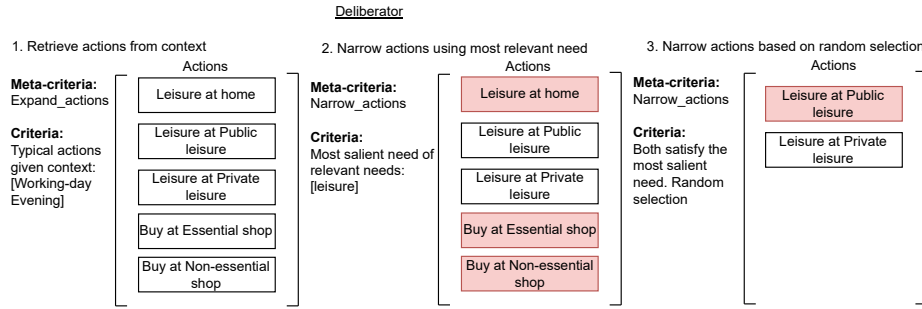 Deliberator
1. Retrieve actions from context
Actions
Meta-criteria:
Expand_actions
Criteria:
Typical actions
given context:
[Working-day
Evening]
Leisure at home
Leisure at Public
leisure
Leisure at Private
leisure
Buy at Essential shop
Buy at Non-essential
shop
2. Narrow actions using most relevant need
Actions
Meta-criteria:
Narrow_actions
Criteria:
Most salient need of
relevant needs:
[leisure]
Leisure at home
Leisure at Public
leisure
Leisure at Private
leisure
Buy at Essential shop
Buy at Non-essential
shop
3. Narrow actions based on random selection
Actions
Meta-criteria:
Narrow_actions
Criteria:
Both satisfy the
most salient
need. Random
selection
Leisure at Public
leisure
Leisure at Private
leisure